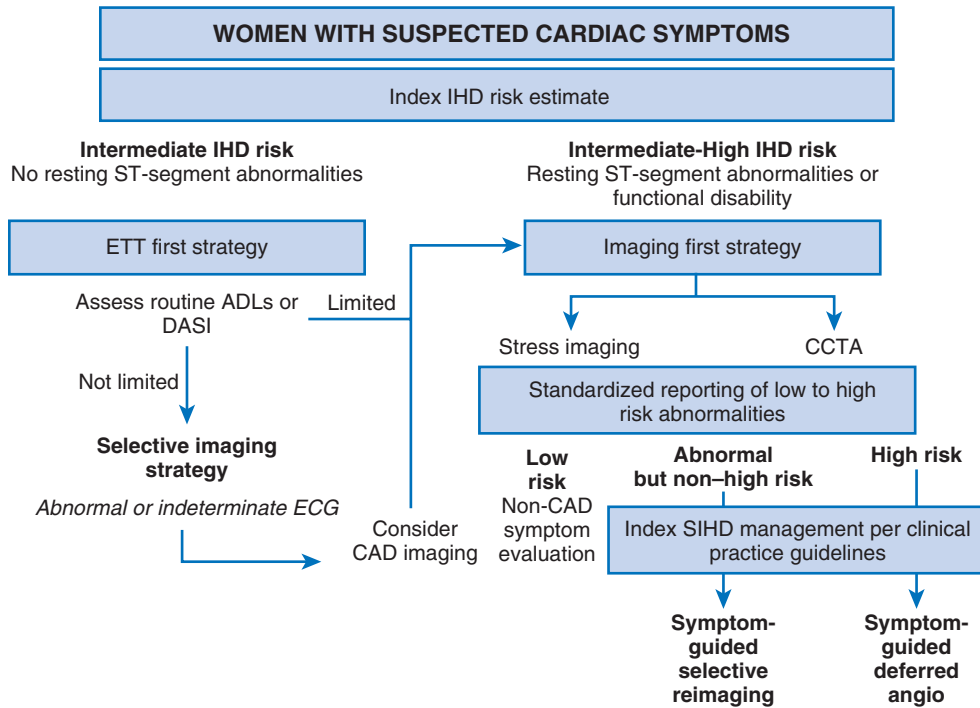 WOMEN WITH SUSPECTED CARDIAC SYMPTOMS
Index IHD risk estimate
Intermediate IHD risk
No resting ST-segment abnormalities
ETT first strategy
Assess routine ADLs or
DASI
Limited
Not limited
Selective imaging
strategy
Abnormal or indeterminate ECG
Consider
CAD imaging
Intermediate-High IHD risk
Resting ST-segment abnormalities or
functional disability
Imaging first strategy
Stress imaging
CCTA
Standardized reporting of low to high
risk abnormalities
Low
risk
Non-CAD
symptom
evaluation
Abnormal
but non–high risk
High risk
Index SIHD management per clinical
practice guidelines
Symptom-
guided
selective
reimaging
Symptom-
guided
deferred
angio